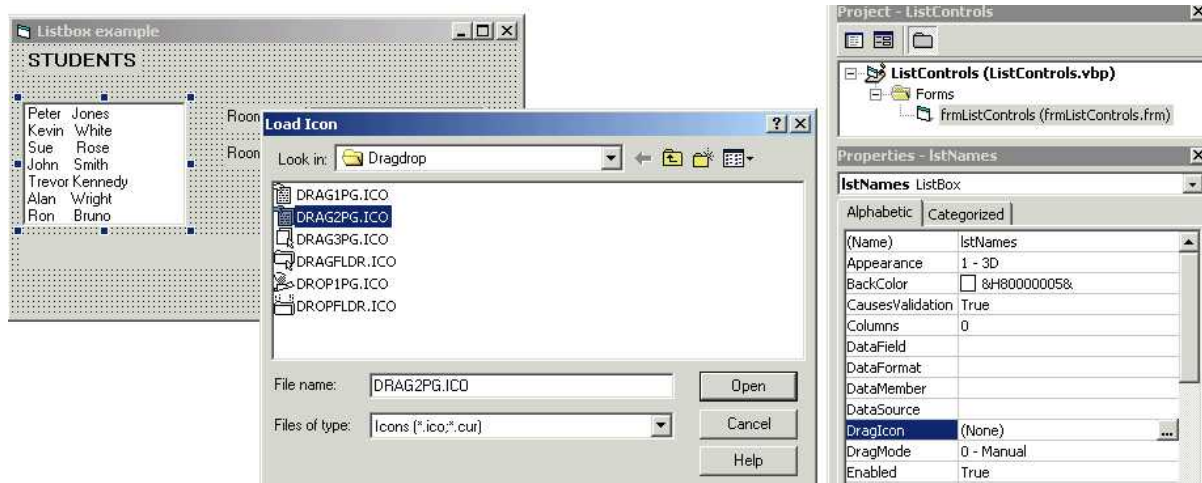 Listbox example
STUDENTS
Peter Jones
Kevin White
Sue Rose
John Smith
Trevor Kennedy
Alan Wright
Ron Bruno
Room
Room
Load Icon
Look in: Dragdrop
DRAG1PG.ICO
DRAG2PG.ICO
DRAG3PG.ICO
DRAGFLDR.ICO
DROP1PG.ICO
DROPFLDR.ICO
File name: DRAG2PG.ICO Open
Files of type: Icons (*.ico;*.cur) Cancel
Help
Project - ListControls
ListControls (ListControls.vbp)
Forms
frmListControls (frmListControls.frm)
Properties - lstNames
lstNames ListBox
Alphabetic Categorized
(Name) lstNames
Appearance 1 - 3D
BackColor &H80000005&
CausesValidation True
Columns 0
DataField
DataFormat
DataMember
DataSource
DragIcon (None) ...
DragMode 0 - Manual
Enabled True